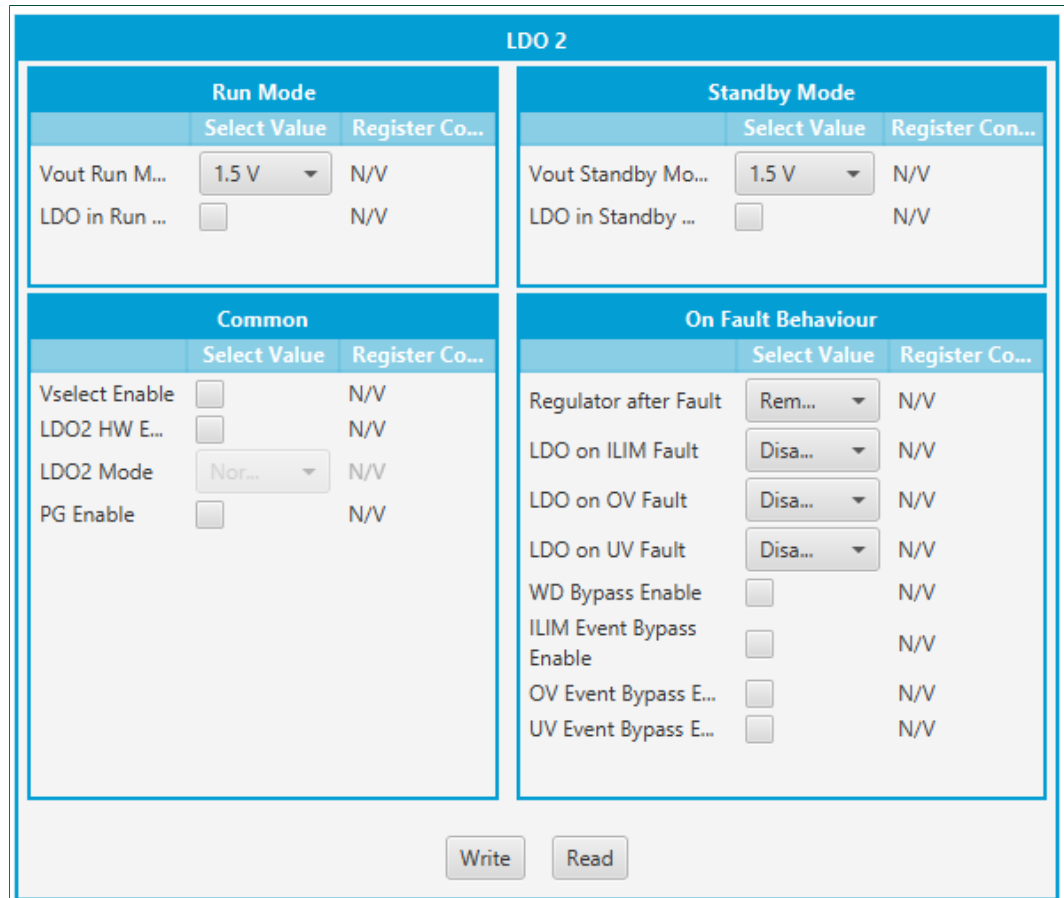 LDO 2
Run Mode
Select Value Register Co...
Vout Run M... 1.5 V N/V
LDO in Run ... N/V
Standby Mode
Select Value Register Con...
Vout Standby Mo... 1.5 V N/V
LDO in Standby ... N/V
Common
Select Value Register Co...
Vselect Enable N/V
LDO2 HW E... N/V
LDO2 Mode Nor... N/V
PG Enable N/V
On Fault Behaviour
Select Value Register Co...
Regulator after Fault Rem... N/V
LDO on ILIM Fault Disa... N/V
LDO on OV Fault Disa... N/V
LDO on UV Fault Disa... N/V
WD Bypass Enable N/V
ILIM Event Bypass
Enable N/V
OV Event Bypass E... N/V
UV Event Bypass E... N/V
Write Read